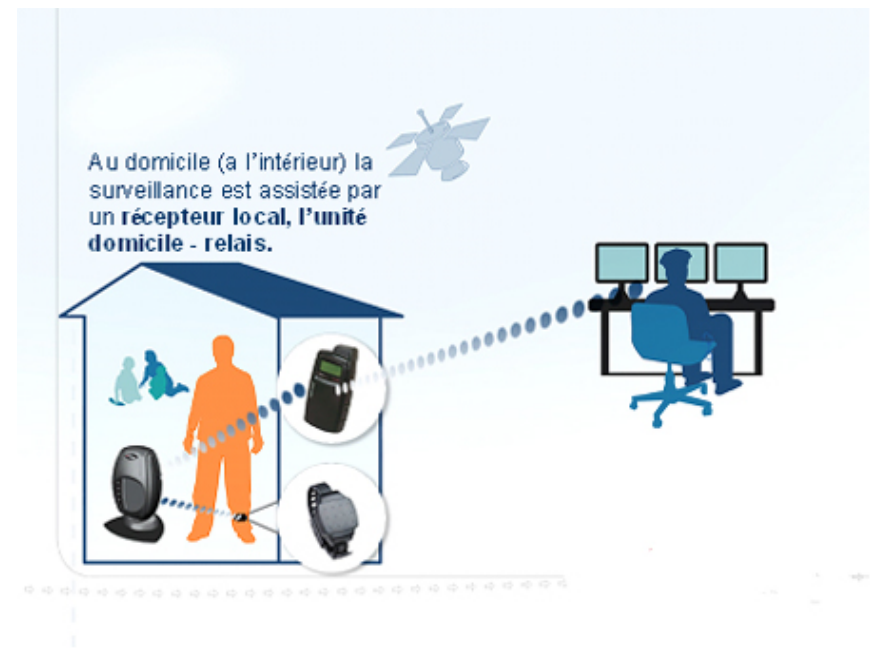 Au domicile (a l'intérieur) la
surveillance est assistée par
un récepteur local, l'unité
domicile - relais.